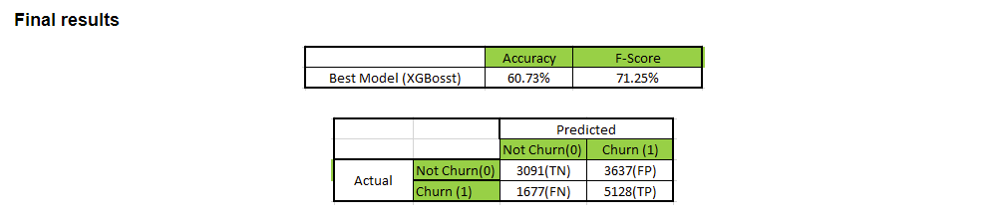 Final results
Accuracy F-Score
Best Model (XGBosst) 60.73% 71.25%
Predicted
Not Churn(0) Churn (1)
Actual Not Churn(0) 3091(TN) 3637(FP)
Churn (1) 1677(FN) 5128(TP)